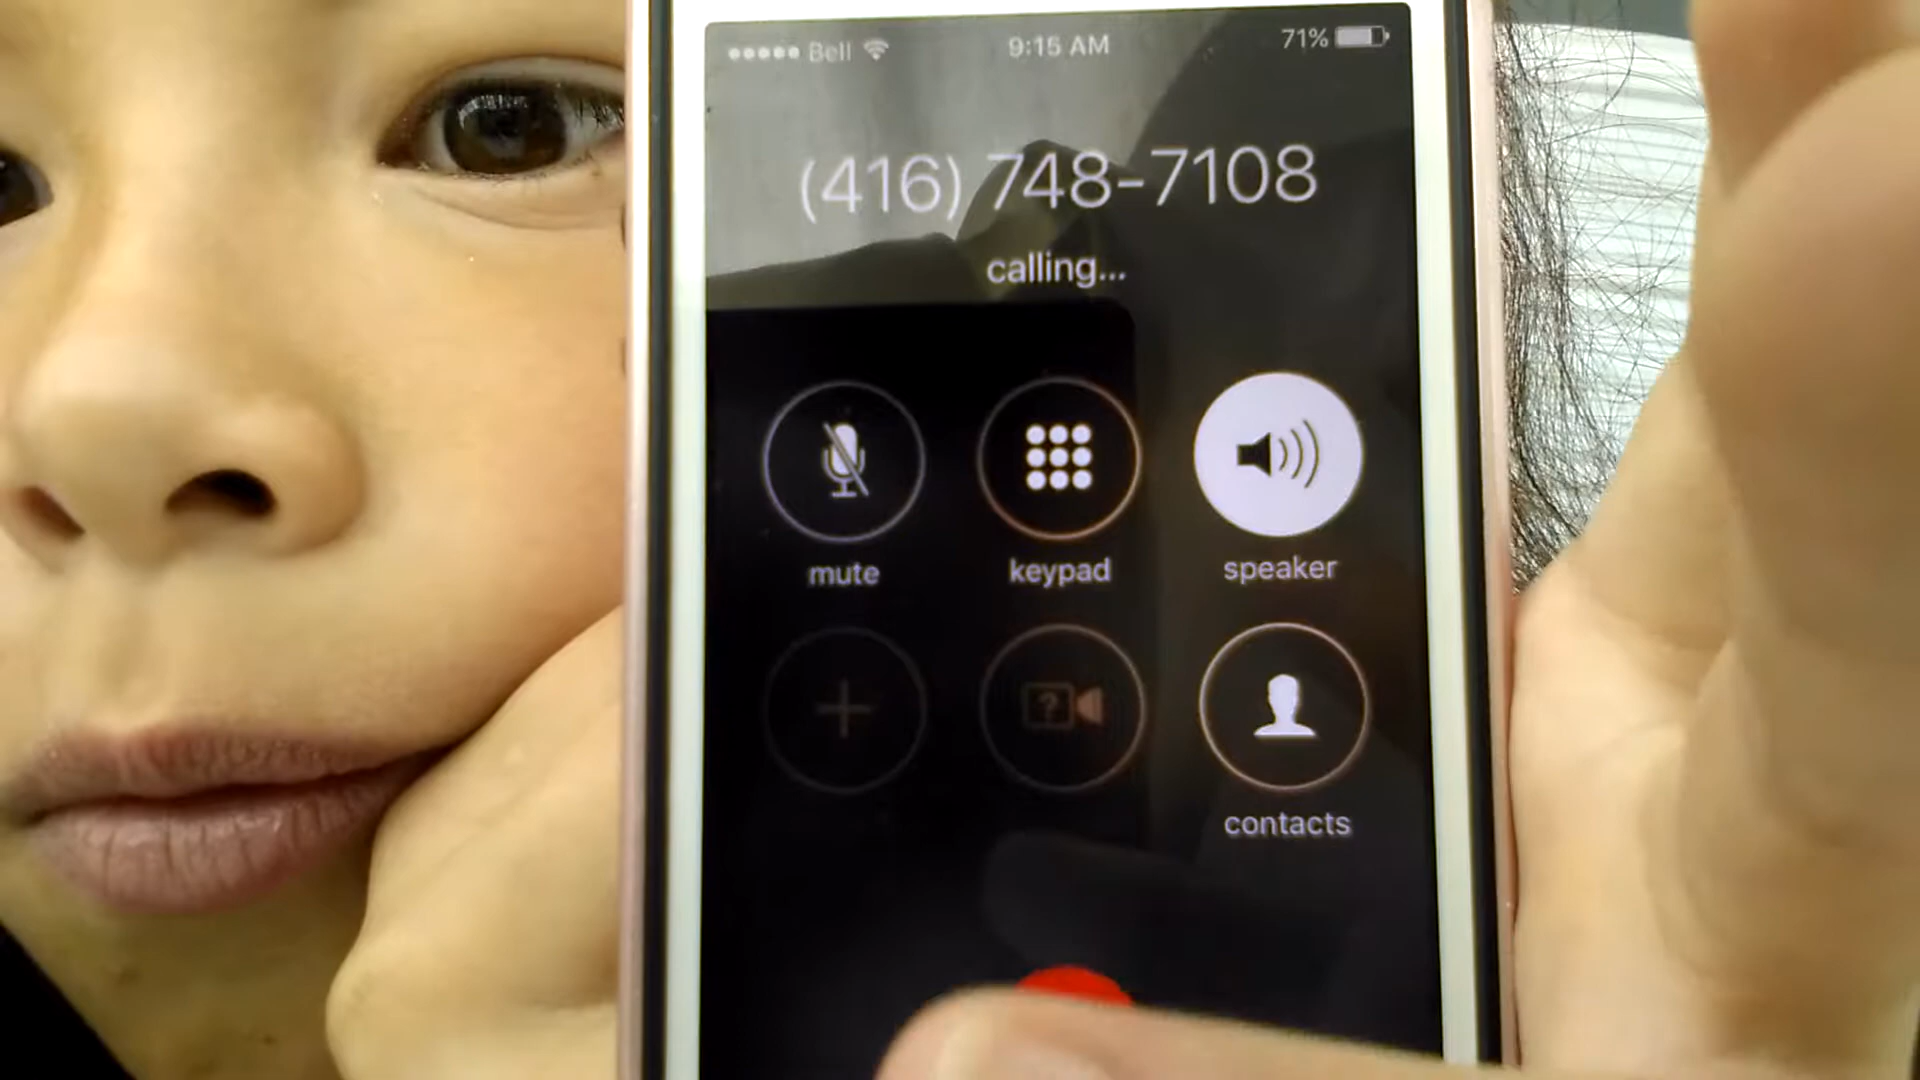 Bell 9:15 AM 71%
(416) 748-7108
calling...
mute keypad speaker
?
contacts